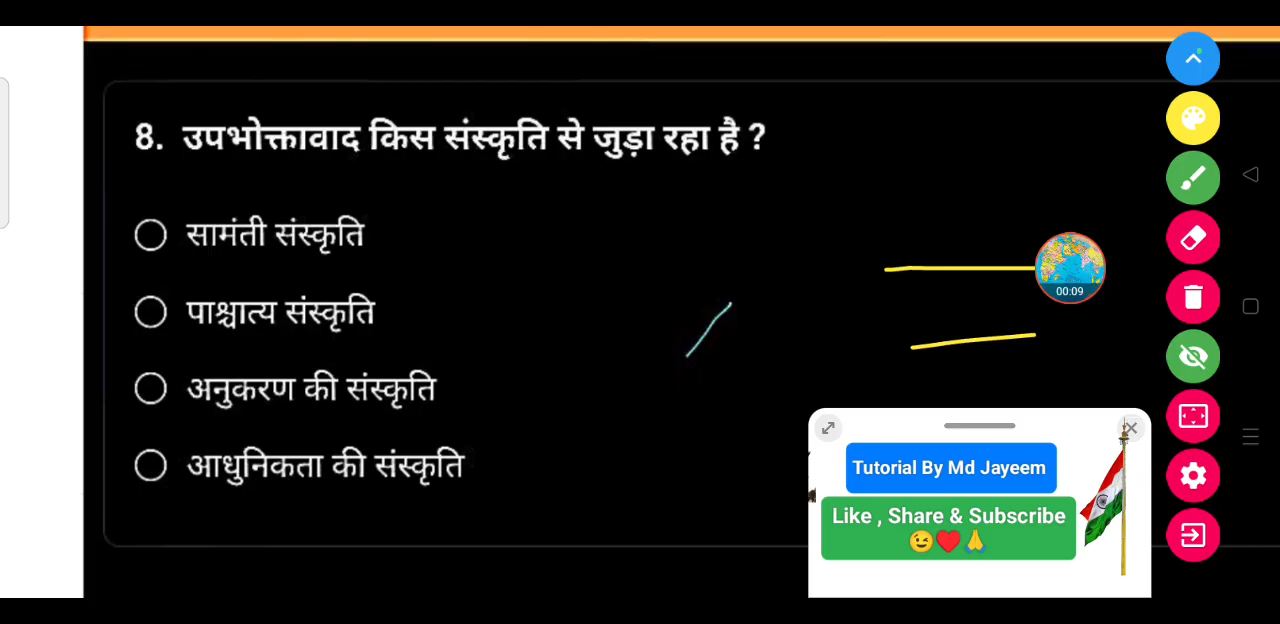 8. उपभोक्तावाद किस संस्कृति से जुड़ा रहा है ?
सामंती संस्कृति
पाश्चात्य संस्कृति
अनुकरण की संस्कृति
आधुनिकता की संस्कृति
00:09
Tutorial By Md Jayeem
Like , Share & Subscribe
😉❤️🙏